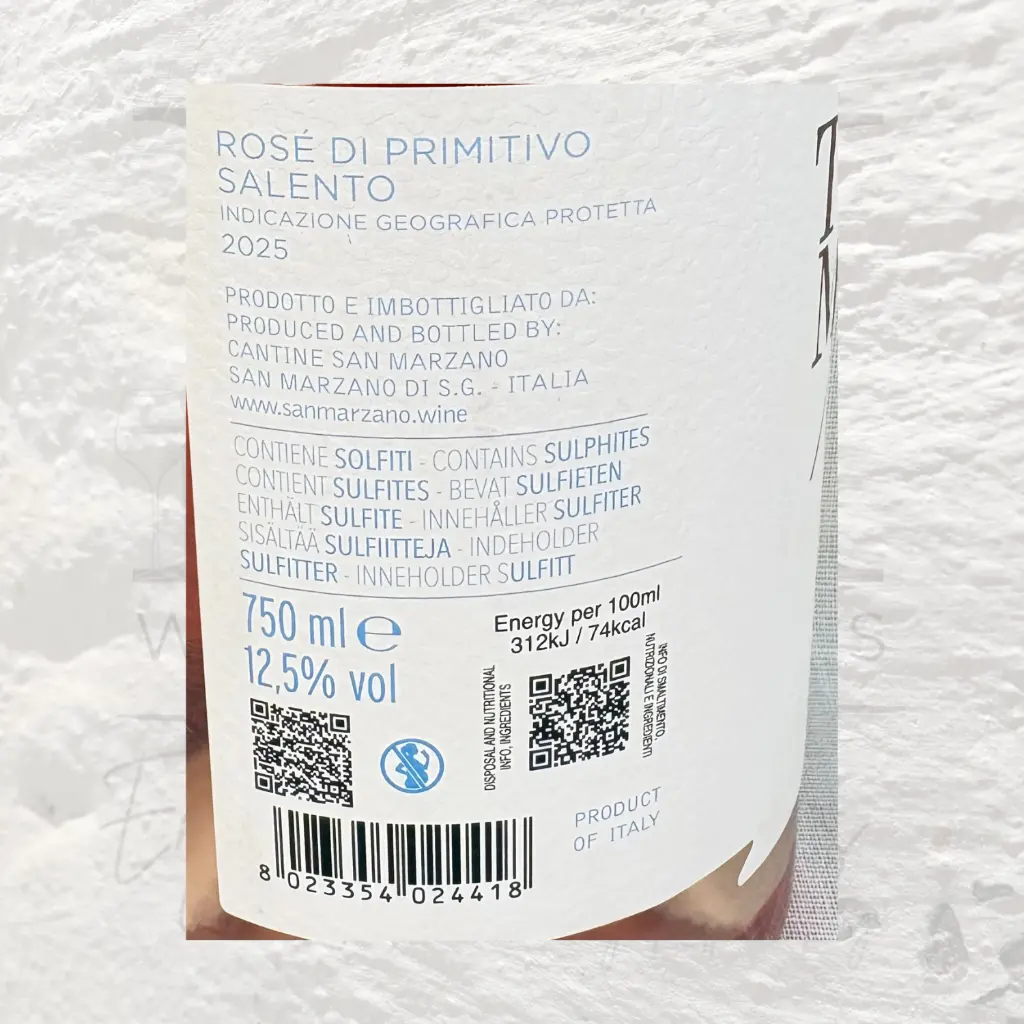 ROSÉ DI PRIMITIVO
SALENTO
INDICAZIONE GEOGRAFICA PROTETTA
2025
PRODOTTO E IMBOTTIGLIATO DA:
PRODUCED AND BOTTLED BY:
CANTINE SAN MARZANO
SAN MARZANO DI S.G. - ITALIA
www.sanmarzano.wine
CONTIENE SOLFITI - CONTAINS SULPHITES
CONTIENT SULFITES - BEVAT SULFIETEN
ENTHÄLT SULFITE - INNEHÅLLER SULFITER
SISÄLTÄÄ SULFIITTEJA - INDEHOLDER
SULFITTER - INNEHOLDER SULFITT
750 ml e
12,5% vol
Energy per 100ml
312kJ / 74kcal
DISPOSAL AND NUTRITIONAL
INFO, INGREDIENTS
INFO DI SMALTIMENTO,
NUTRIZIONALI E INGREDIENTI
PRODUCT
OF ITALY
8 023354 024418